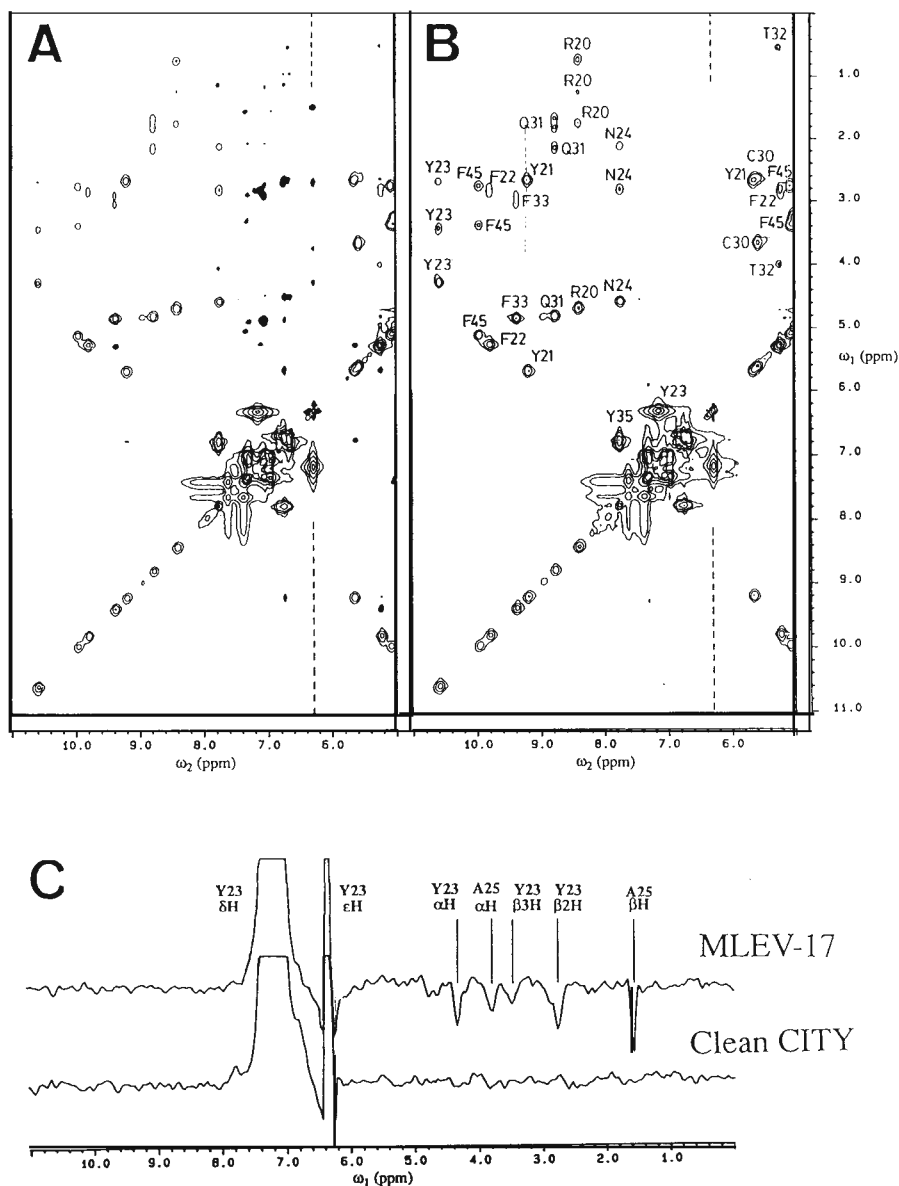 A
B
T32
R20
R20
R20
Q31
Q31
N24
Y23
F45
F22
Y21
F33
N24
C30
Y21
F45
F22
Y23
F45
F45
C30
T32
Y23
F33
Q31
R20
N24
F45
F22
Y21
Y23
Y35
1.0
2.0
3.0
4.0
5.0
ω1 (ppm)
6.0
7.0
8.0
9.0
10.0
11.0
10.0 9.0 8.0 7.0 6.0
ω2 (ppm)
10.0 9.0 8.0 7.0 6.0
ω2 (ppm)
C
Y23 δH
Y23 εH
Y23 αH
A25 αH
Y23 β3H
Y23 β2H
A25 βH
MLEV-17
Clean CITY
10.0 9.0 8.0 7.0 6.0 5.0 4.0 3.0 2.0 1.0
ω1 (ppm)